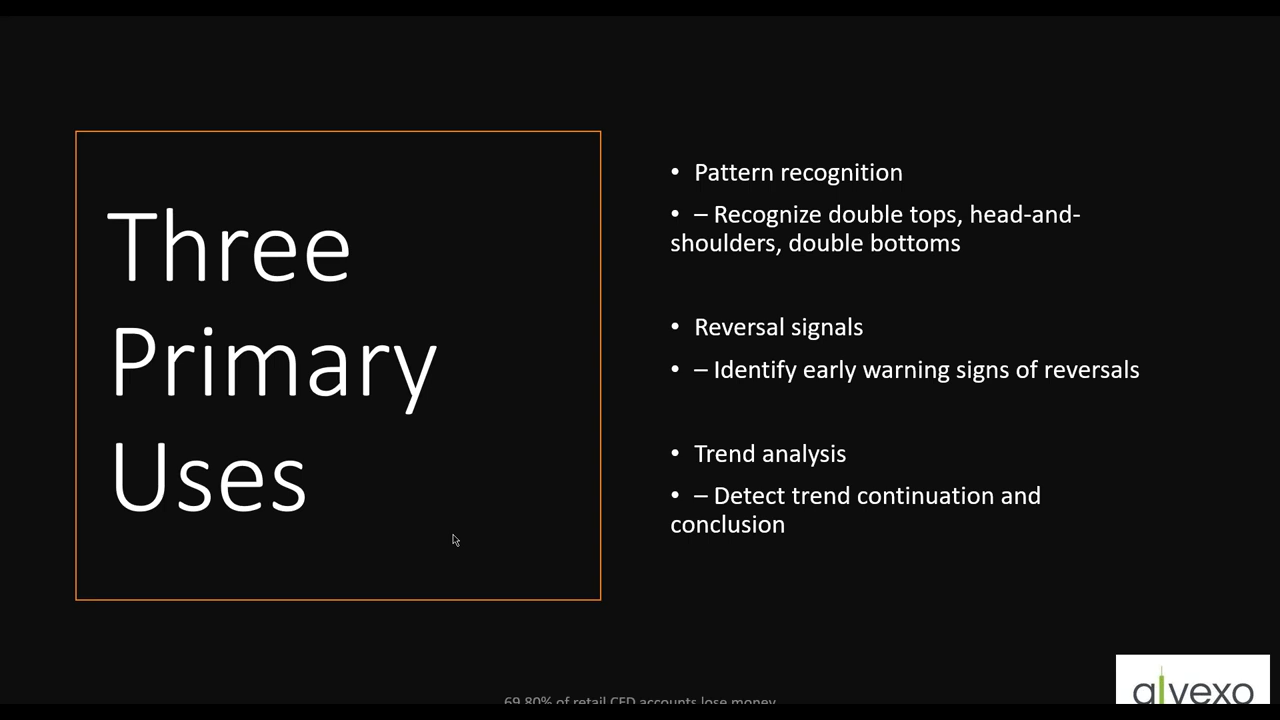 Three
Primary
Uses
• Pattern recognition
• – Recognize double tops, head-and-
shoulders, double bottoms
• Reversal signals
• – Identify early warning signs of reversals
• Trend analysis
• – Detect trend continuation and
conclusion
69.80% of retail CFD accounts lose money
alvexo